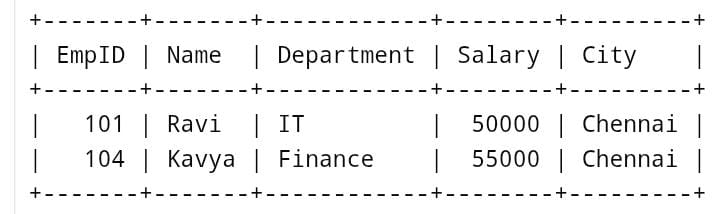 +-------+-------+------------+--------+---------+
| EmpID | Name  | Department | Salary | City    |
+-------+-------+------------+--------+---------+
|   101 | Ravi  | IT         |  50000 | Chennai |
|   104 | Kavya | Finance    |  55000 | Chennai |
+-------+-------+------------+--------+---------+